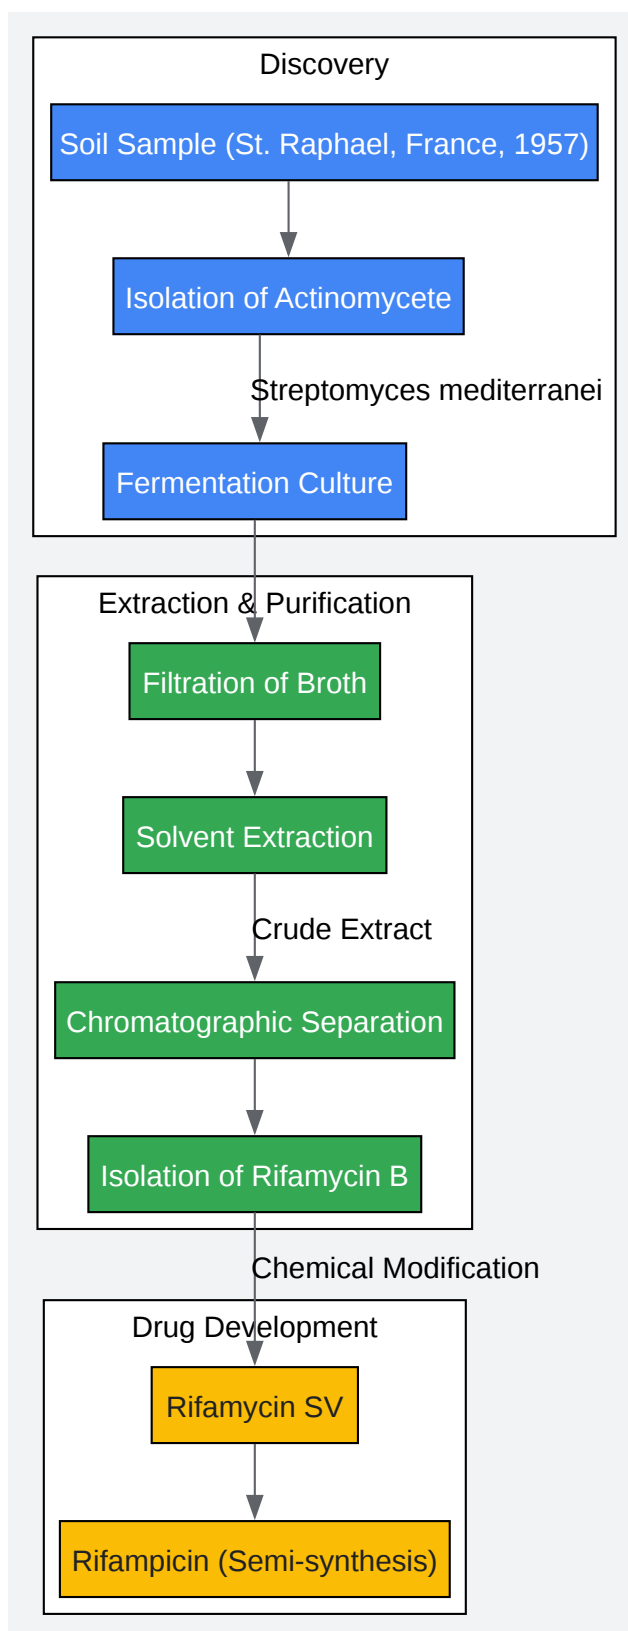 Discovery
Soil Sample (St. Raphael, France, 1957)
Isolation of Actinomycete
Streptomyces mediterranei
Fermentation Culture
Extraction & Purification
Filtration of Broth
Solvent Extraction
Crude Extract
Chromatographic Separation
Isolation of Rifamycin B
Chemical Modification
Drug Development
Rifamycin SV
Rifampicin (Semi-synthesis)